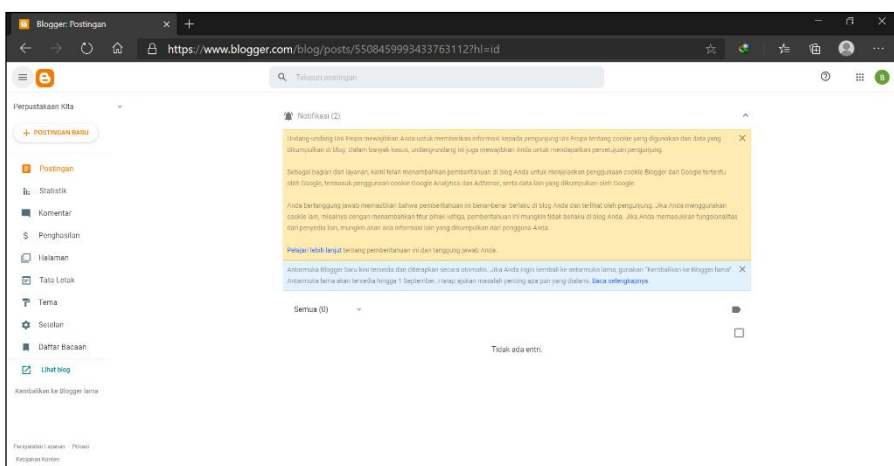 Blogger: Postingan
https://www.blogger.com/blog/posts/5508459993433763112?hl=id
Telusuri postingan
Perpustakaan Kita
Notifikasi (2)
POSTINGAN BARU
Undang-undang Uni Eropa mewajibkan Anda untuk memberikan informasi kepada pengunjung Uni Eropa tentang cookie yang digunakan dan data yang
dikumpulkan di blog. Dalam banyak kasus, undang-undang ini juga mewajibkan Anda untuk mendapatkan persetujuan pengunjung.
Sebagai bagian dari layanan, kami telah menambahkan pemberitahuan di blog Anda untuk menjelaskan penggunaan cookie Blogger dan Google tertentu
oleh Google, termasuk penggunaan cookie Google Analytics dan AdSense, serta data lain yang dikumpulkan oleh Google.
Anda bertanggung jawab memastikan bahwa pemberitahuan ini benar-benar berlaku di blog Anda dan terlihat oleh pengunjung. Jika Anda menggunakan
cookie lain, misalnya dengan menambahkan fitur pihak ketiga, pemberitahuan ini mungkin tidak berlaku di blog Anda. Jika Anda memasukkan fungsionalitas
dari penyedia lain, mungkin akan ada informasi lain yang dikumpulkan dari pengguna Anda.
Pelajari lebih lanjut tentang pemberitahuan ini dan tanggung jawab Anda.
Antarmuka Blogger baru kini tersedia dan diterapkan secara otomatis. Jika Anda ingin kembali ke antarmuka lama, gunakan "Kembalikan ke Blogger lama".
Antarmuka lama akan tersedia hingga 1 September. Harap ajukan masalah penting apa pun yang dialami. Baca selengkapnya.
Postingan
Statistik
Komentar
Penghasilan
Halaman
Tata Letak
Tema
Setelan
Daftar Bacaan
Lihat blog
Kembalikan ke Blogger lama
Semua (0)
Tidak ada entri.
Persyaratan Layanan Privasi
Kebijakan Konten
B